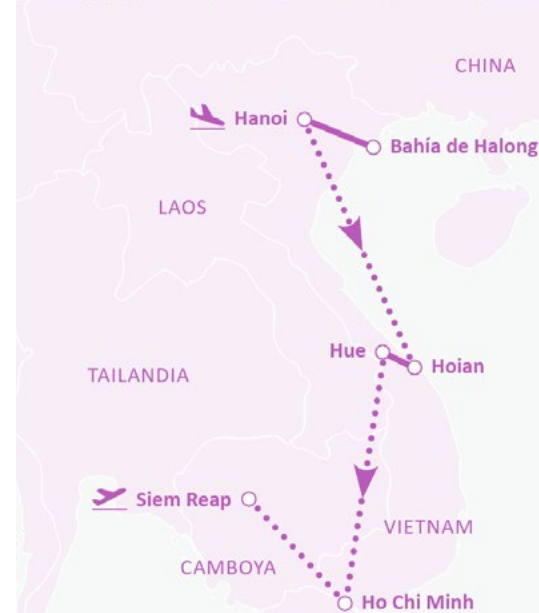 CHINA
Hanoi
Bahía de Halong
LAOS
Hue
Hoian
TAILANDIA
Siem Reap
VIETNAM
CAMBOYA
Ho Chi Minh